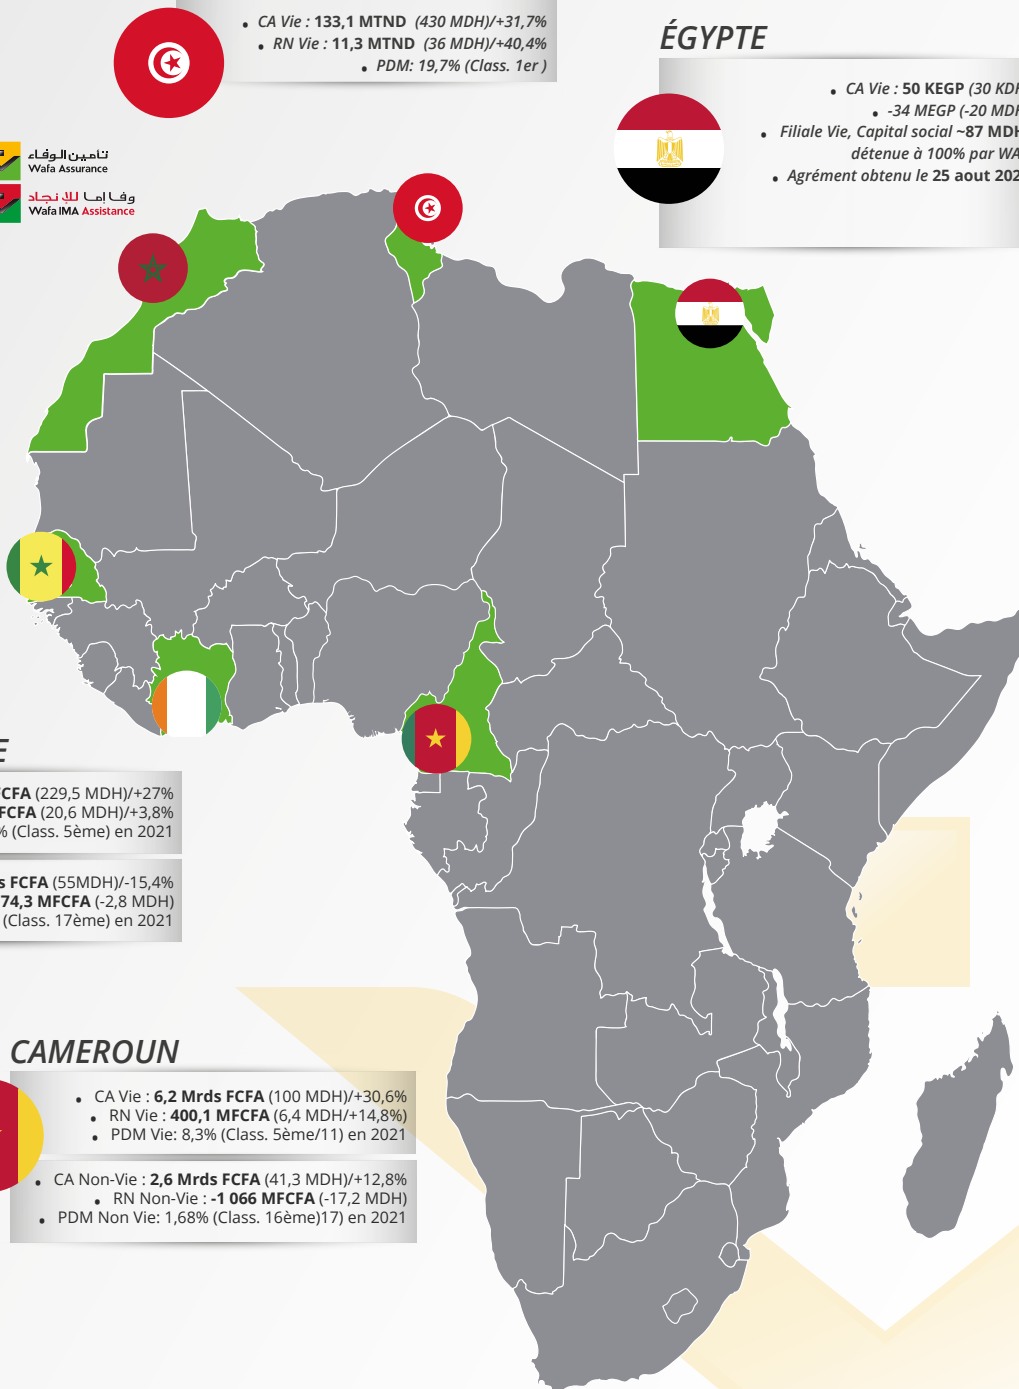 • CA Vie : 133,1 MTND (430 MDH)/+31,7%
• RN Vie : 11,3 MTND (36 MDH)/+40,4%
• PDM: 19,7% (Class. 1er )
ÉGYPTE
• CA Vie : 50 KEGP (30 KDH
• -34 MEGP (-20 MDH
• Filiale Vie, Capital social ~87 MDH
détenue à 100% par WA
• Agrément obtenu le 25 aout 202
تأمين الوفاء
Wafa Assurance
وفا إما للإنجاد
Wafa IMA Assistance
E
FCFA (229,5 MDH)/+27%
FCFA (20,6 MDH)/+3,8%
% (Class. 5ème) en 2021
s FCFA (55MDH)/-15,4%
74,3 MFCFA (-2,8 MDH)
(Class. 17ème) en 2021
CAMEROUN
• CA Vie : 6,2 Mrds FCFA (100 MDH)/+30,6%
• RN Vie : 400,1 MFCFA (6,4 MDH/+14,8%)
• PDM Vie: 8,3% (Class. 5ème/11) en 2021
• CA Non-Vie : 2,6 Mrds FCFA (41,3 MDH)/+12,8%
• RN Non-Vie : -1 066 MFCFA (-17,2 MDH)
• PDM Non Vie: 1,68% (Class. 16ème)17) en 2021